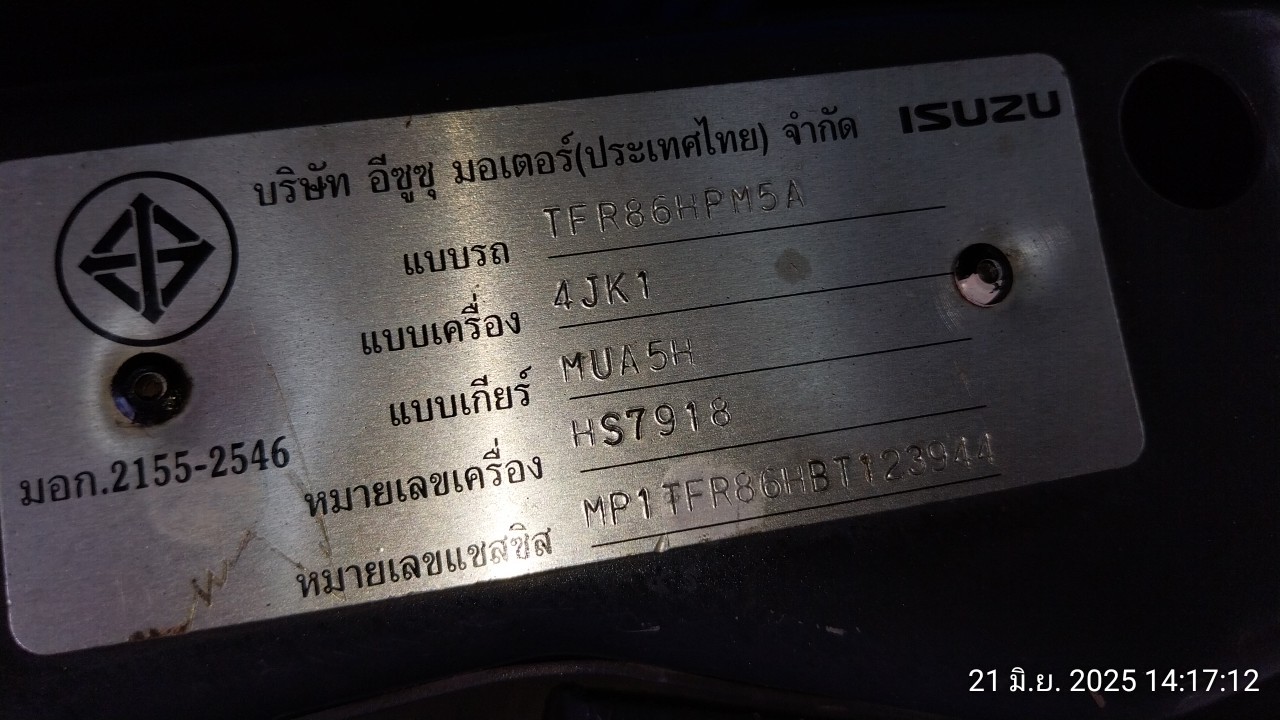 บริษัท อีซูซุ มอเตอร์(ประเทศไทย) จำกัด ISUZU
แบบรถ TFR86HPM5A
แบบเครื่อง 4JK1
แบบเกียร์ MUA5H
หมายเลขเครื่อง HS7918
หมายเลขแชสซิส MP1TFR86HBT123944
มอก.2155-2546
21 มิ.ย. 2025 14:17:12